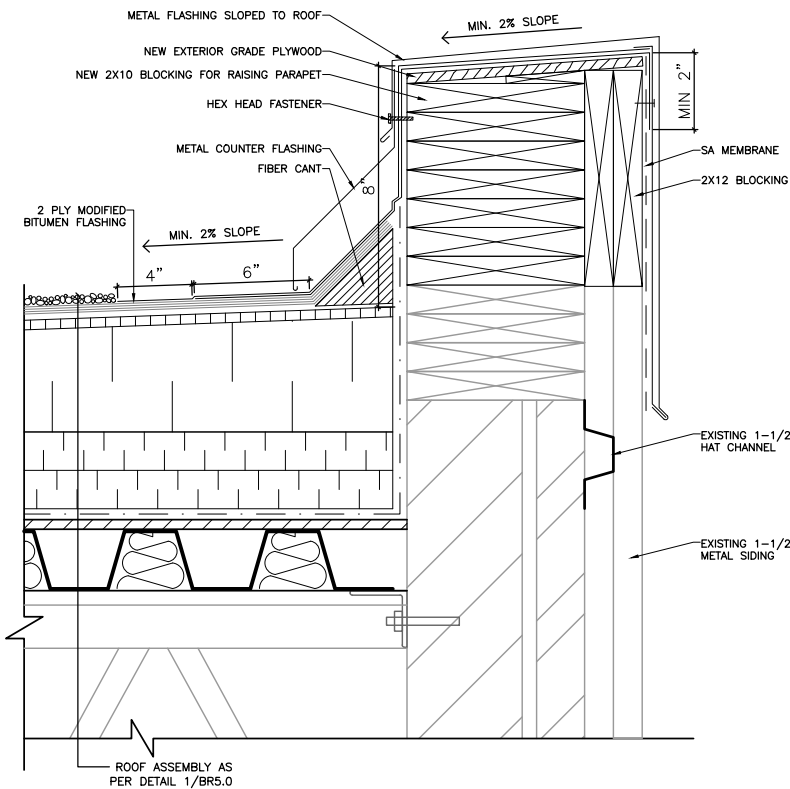 METAL FLASHING SLOPED TO ROOF
MIN. 2% SLOPE
NEW EXTERIOR GRADE PLYWOOD
NEW 2X10 BLOCKING FOR RAISING PARAPET
HEX HEAD FASTENER
MIN 2"
METAL COUNTER FLASHING
SA MEMBRANE
FIBER CANT
8"
2X12 BLOCKING
2 PLY MODIFIED
BITUMEN FLASHING
MIN. 2% SLOPE
4"
6"
EXISTING 1-1/2
HAT CHANNEL
EXISTING 1-1/2
METAL SIDING
ROOF ASSEMBLY AS
PER DETAIL 1/BR5.0